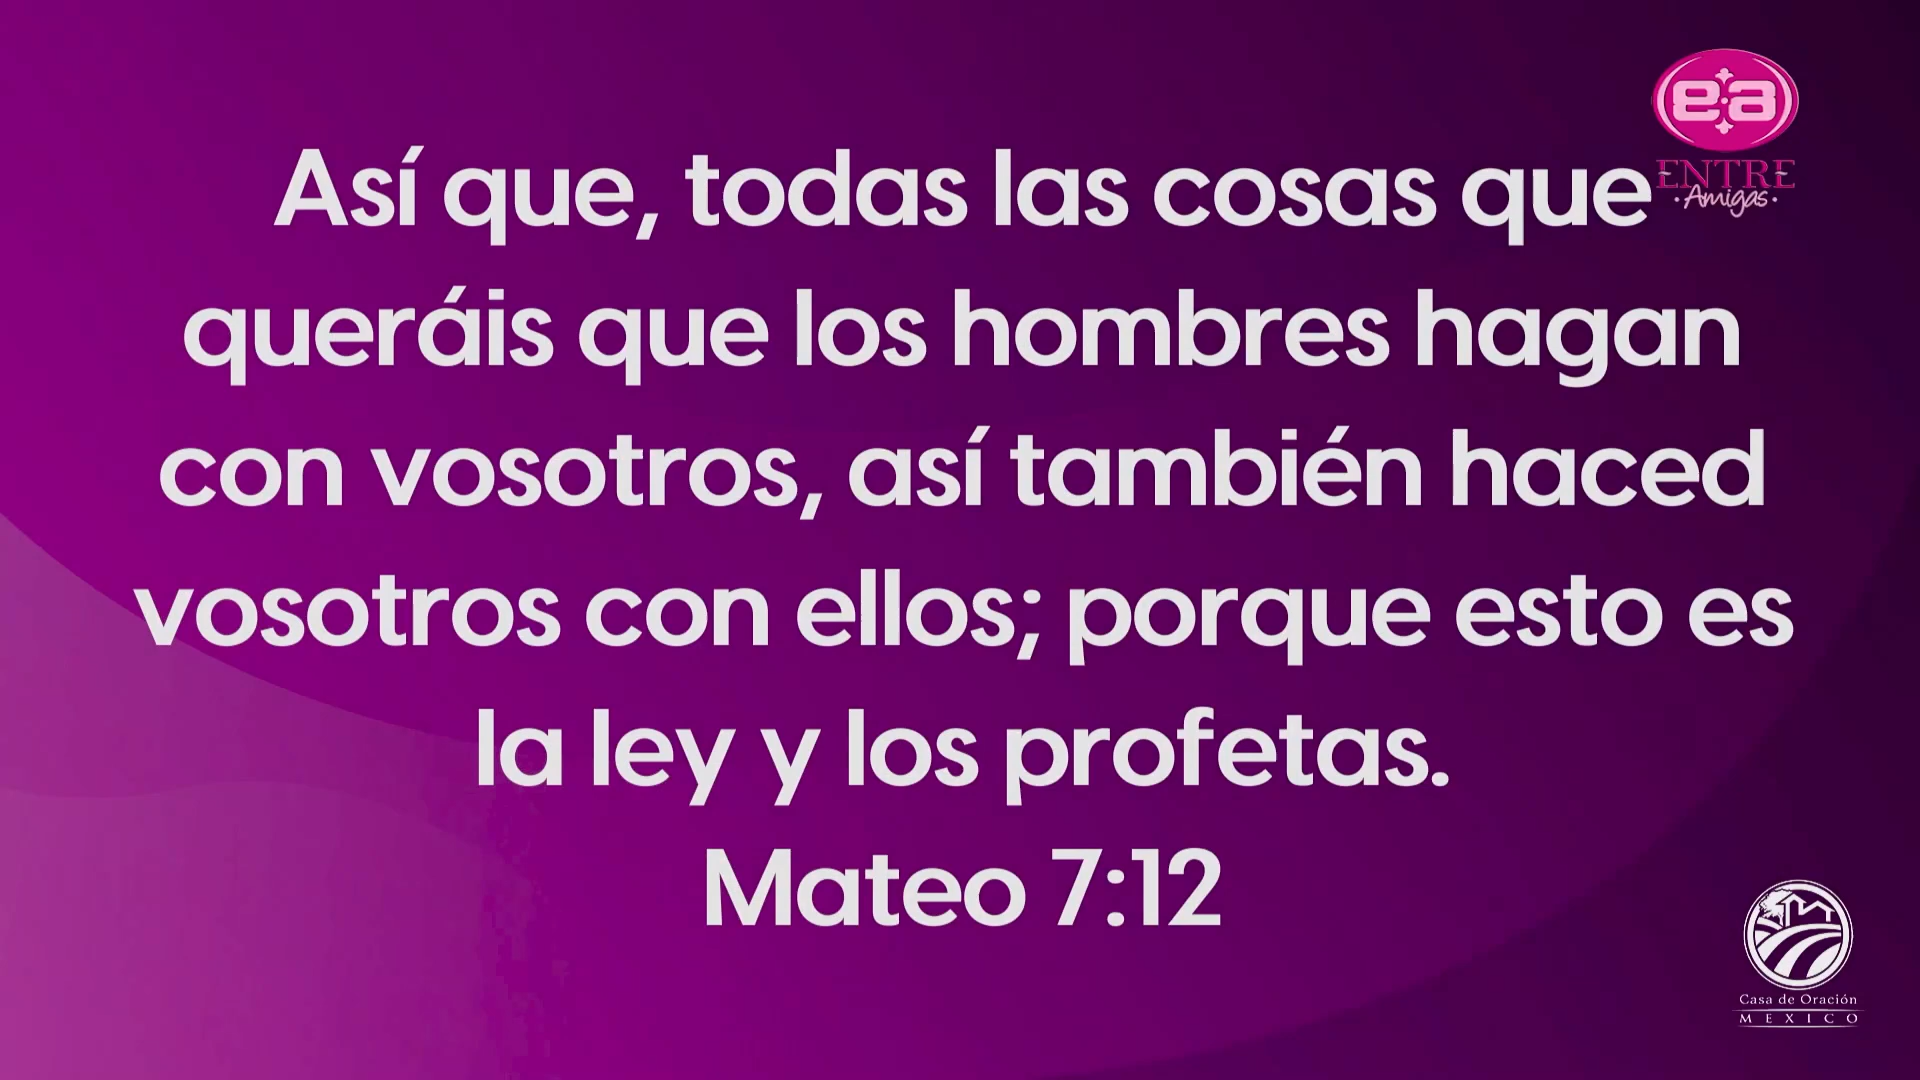 ea
ENTRE
·Amigas·
Así que, todas las cosas que
queráis que los hombres hagan
con vosotros, así también haced
vosotros con ellos; porque esto es
la ley y los profetas.
Mateo 7:12
Casa de Oración
MEXICO